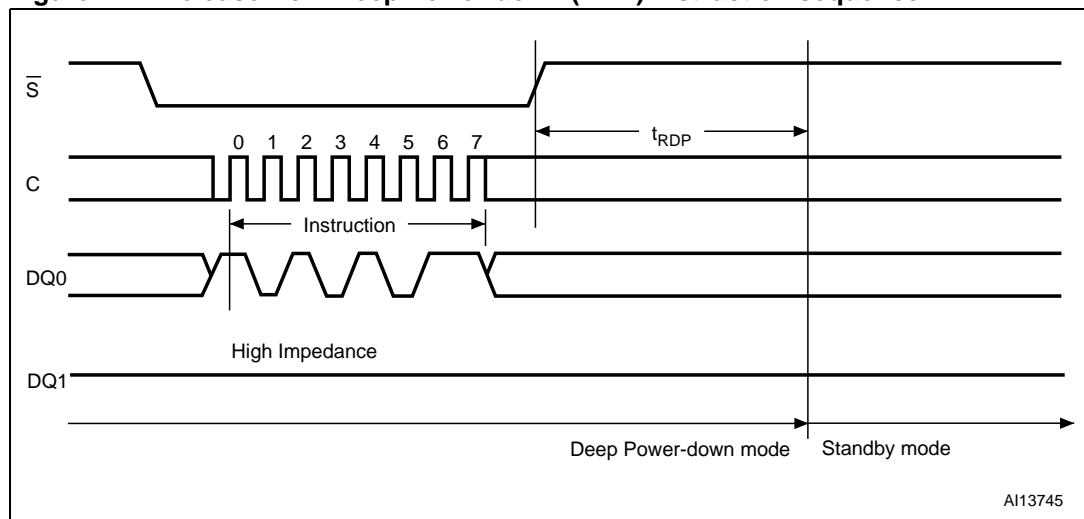 S
0 1 2 3 4 5 6 7
tRDP
C
Instruction
DQ0
High Impedance
DQ1
Deep Power-down mode Standby mode
AI13745